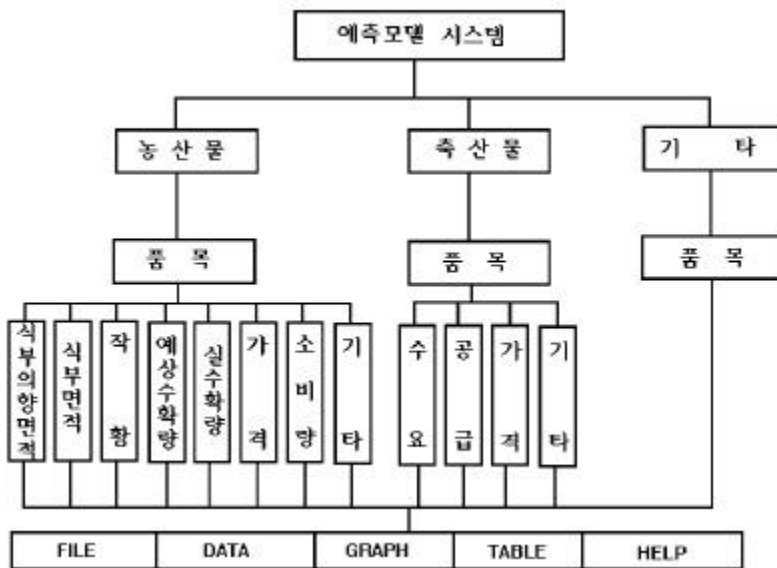 예측모델 시스템
농 산 물
축 산 물
기 타
품 목
품 목
품 목
식부의향면적
식부면적
작황
예상수확량
실수확량
가격
소비량
기타
수요
공급
가격
기타
FILE
DATA
GRAPH
TABLE
HELP